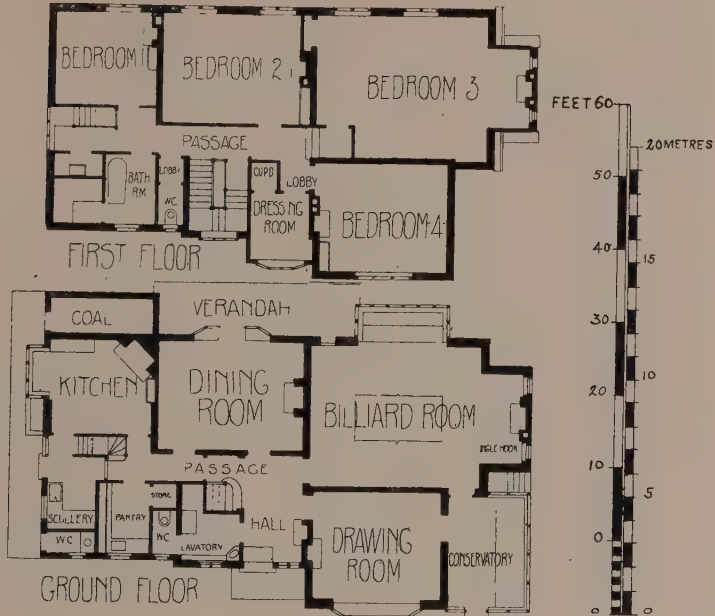 BEDROOM 1
BEDROOM 2
BEDROOM 3
PASSAGE
BATH
RM.
LOBBY
WC
CUPD
LOBBY
DRESSING
ROOM
BEDROOM 4
FIRST FLOOR
FEET 60
50
40
30
20
10
0
20 METRES
15
10
5
0
0
COAL
VERANDAH
KITCHEN
DINING
ROOM
BILLIARD ROOM
INGLE NOOK
PASSAGE
STORE
SCULLERY
PANTRY
WC
WC
LAVATORY
HALL
DRAWING
ROOM
CONSERVATORY
GROUND FLOOR